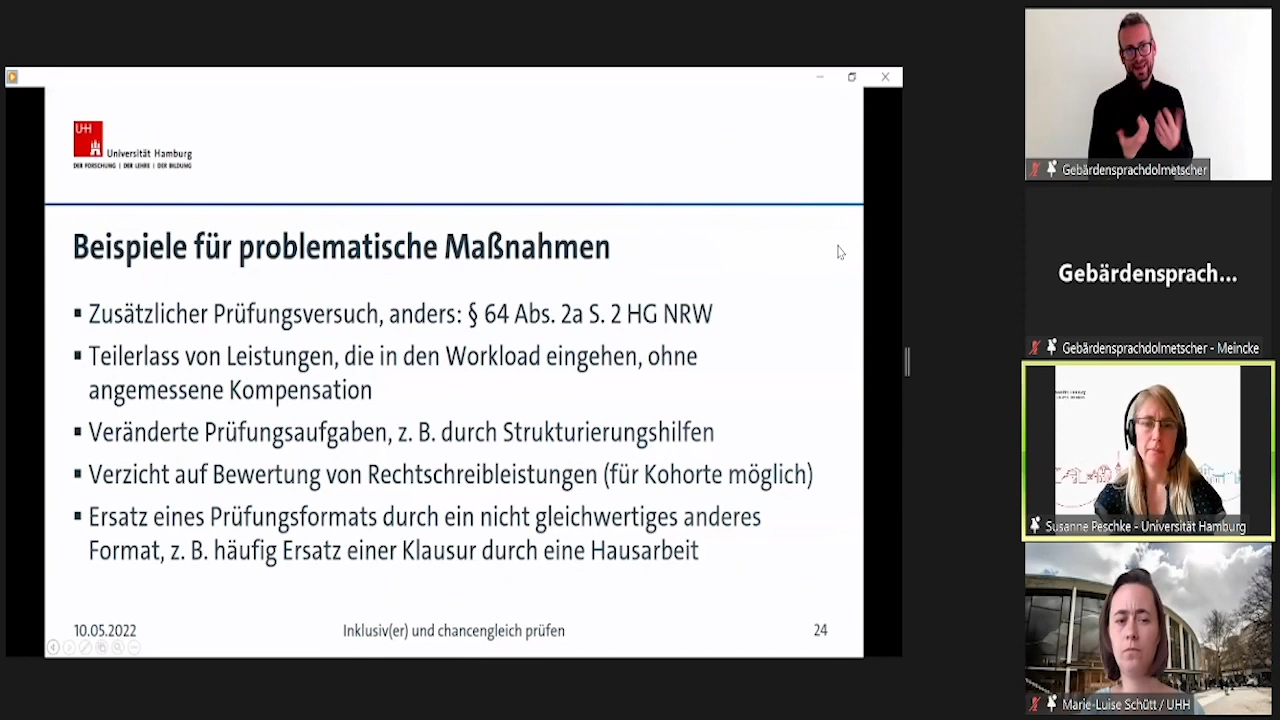 UHH
Universität Hamburg
DER FORSCHUNG | DER LEHRE | DER BILDUNG
Beispiele für problematische Maßnahmen
▪ Zusätzlicher Prüfungsversuch, anders: § 64 Abs. 2a S. 2 HG NRW
▪ Teilerlass von Leistungen, die in den Workload eingehen, ohne
angemessene Kompensation
▪ Veränderte Prüfungsaufgaben, z. B. durch Strukturierungshilfen
▪ Verzicht auf Bewertung von Rechtschreibleistungen (für Kohorte möglich)
▪ Ersatz eines Prüfungsformats durch ein nicht gleichwertiges anderes
Format, z. B. häufig Ersatz einer Klausur durch eine Hausarbeit
10.05.2022
Inklusiv(er) und chancengleich prüfen
24
Gebärdensprachdolmetscher
Gebärdensprach...
Gebärdensprachdolmetscher - Meincke
Susanne Peschke - Universität Hamburg
Marie-Luise Schütt / UHH